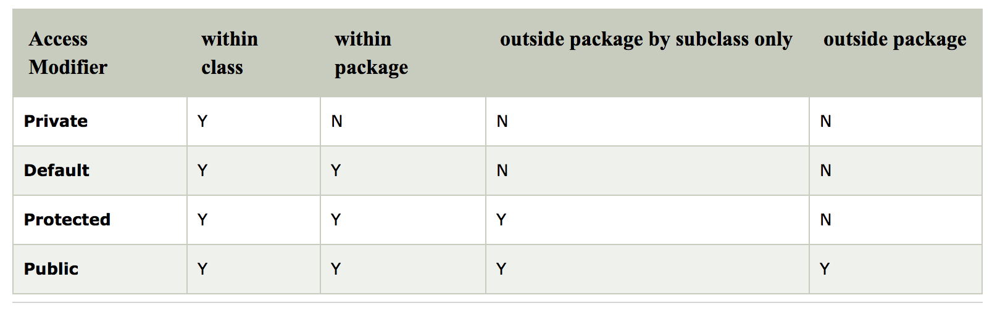 Access Modifier within class within package outside package by subclass only outside package
Private Y N N N
Default Y Y N N
Protected Y Y Y N
Public Y Y Y Y